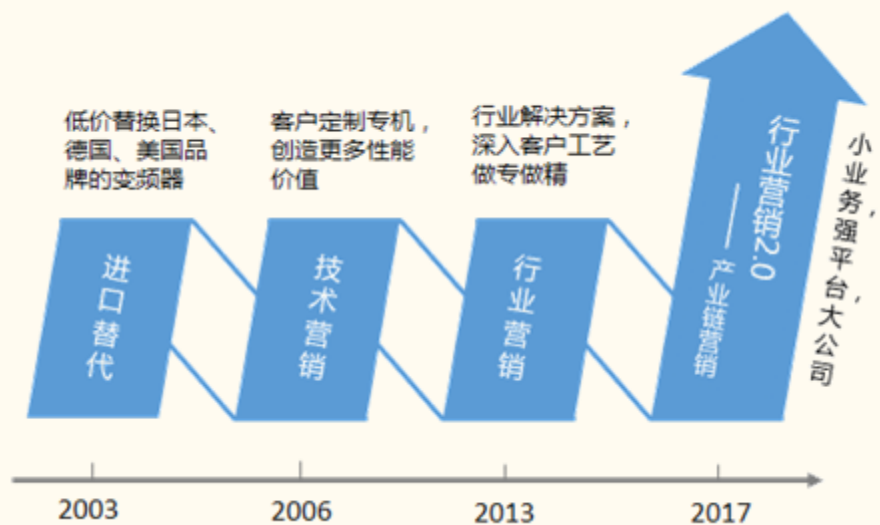 低价替换日本、
德国、美国品
牌的变频器
客户定制专机，
创造更多性能
价值
行业解决方案，
深入客户工艺
做专做精
进口替代
技术营销
行业营销
行业营销2.0
——产业链营销
小业务，强平台，大公司
2003
2006
2013
2017